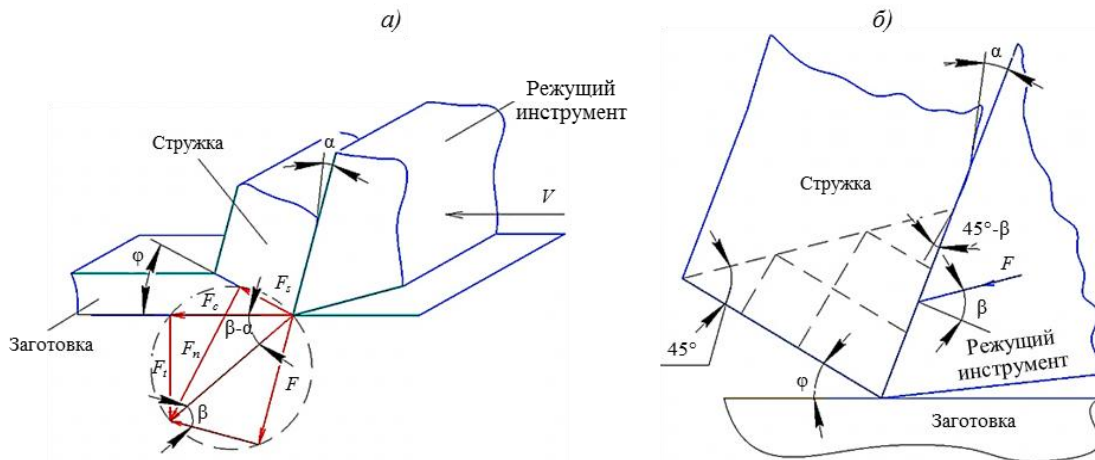 а)
б)
Режущий
инструмент
Стружка
α
V
φ
F_s
F_c
β-α
Заготовка
F_n
F_t
F
β
α
Стружка
45°-β
F
β
45°
Режущий
инструмент
φ
Заготовка